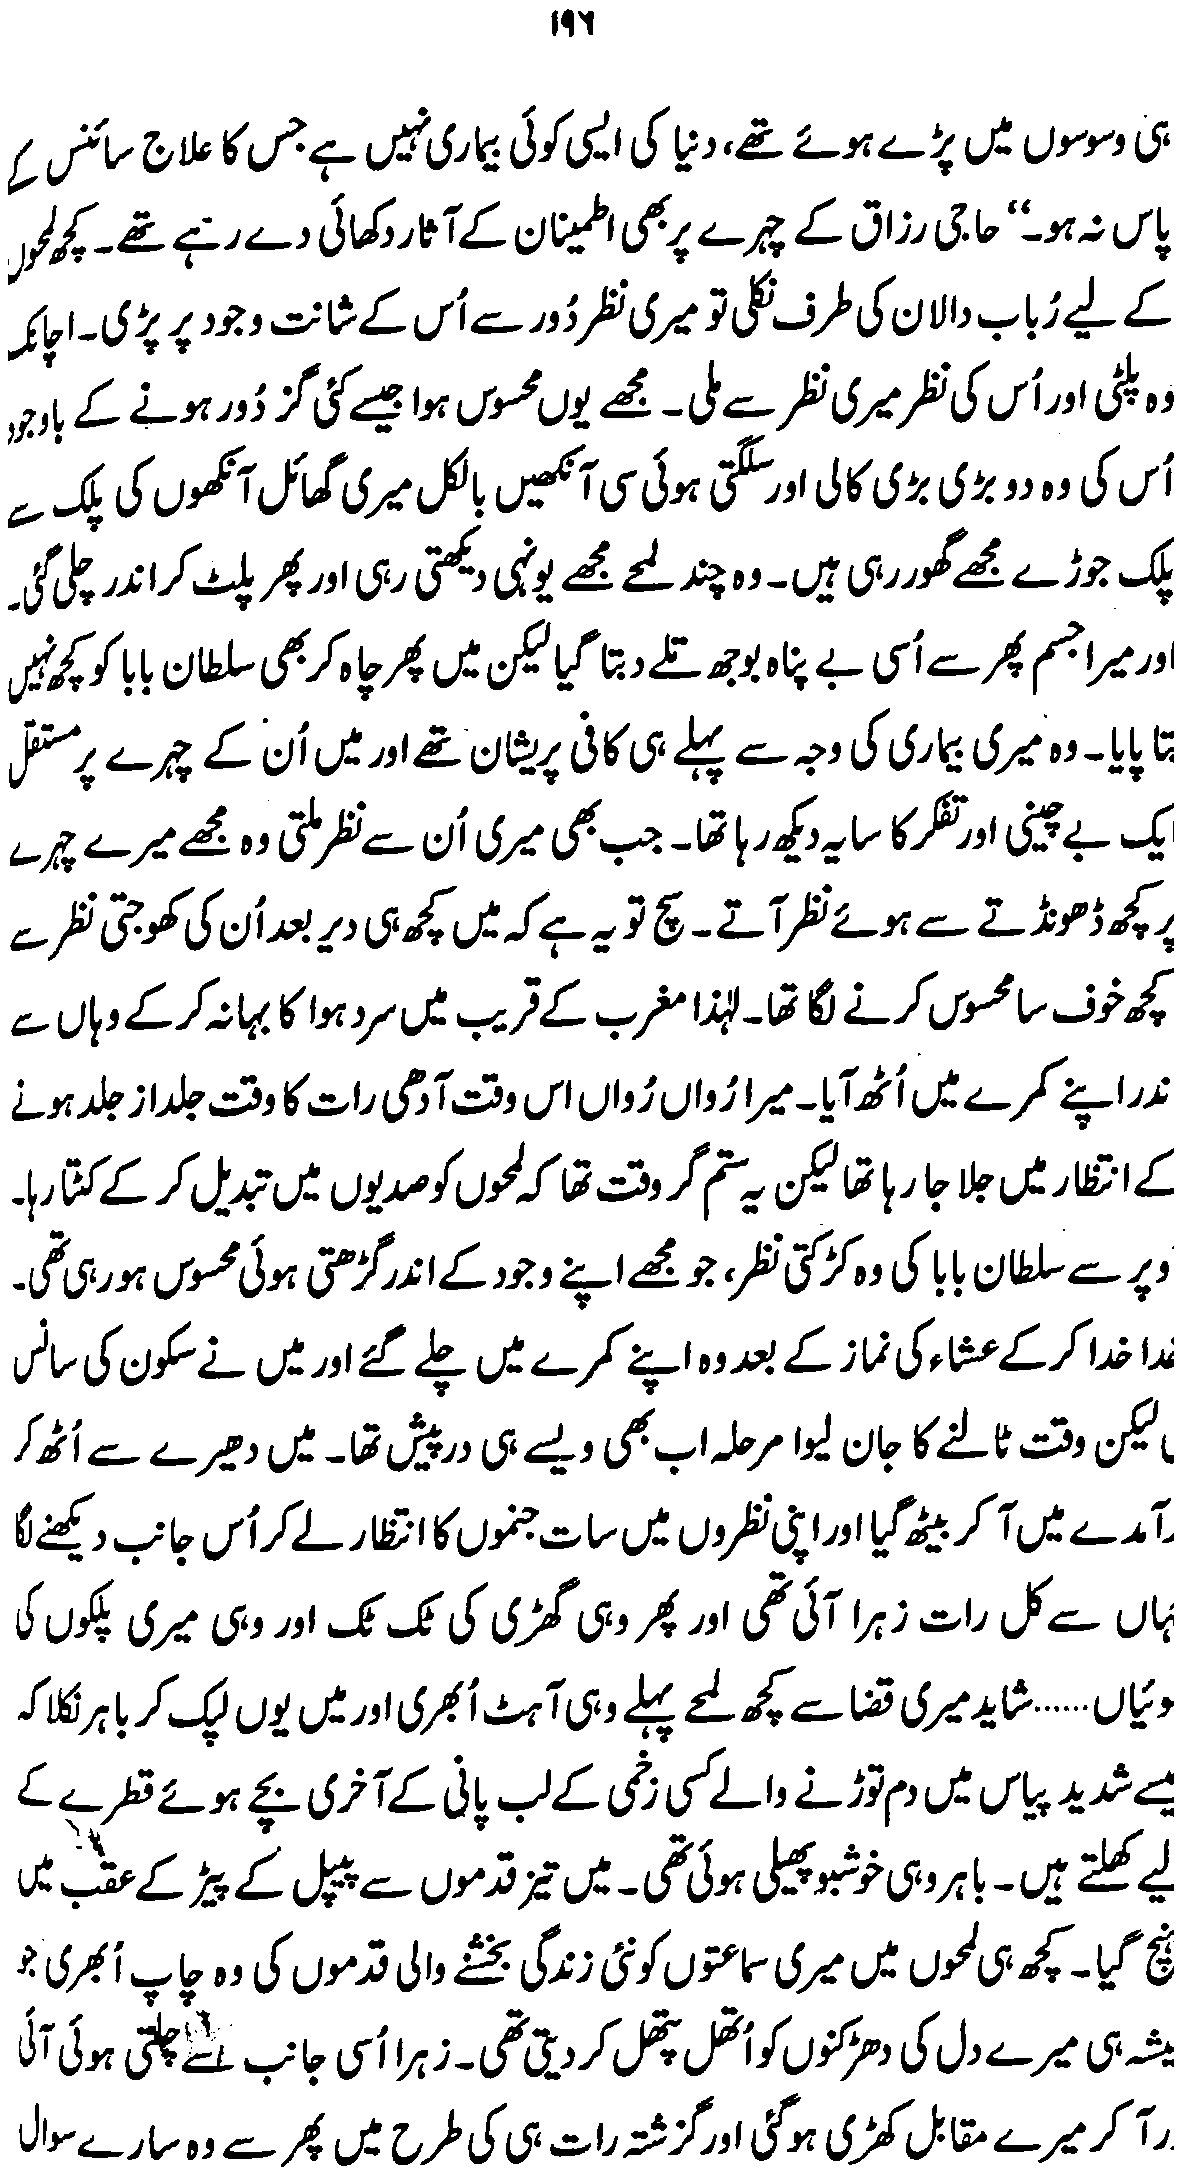 ۱۹۶
ہی وسوسوں میں پڑے ہوئے تھے، دنیا کی ایسی کوئی بیماری نہیں ہے جس کا علاج سائنس کے
پاس نہ ہو۔“ حاجی رزاق کے چہرے پر بھی اطمینان کے آثار دکھائی دے رہے تھے۔ کچھ لمحوں
کے لیے رُباب دالان کی طرف نکلی تو میری نظر دُور سے اُس کے شانت وجود پر پڑی۔ اچانک
وہ پلٹی اور اُس کی نظر میری نظر سے ملی۔ مجھے یوں محسوس ہوا جیسے کئی گز دُور ہونے کے باوجود
اُس کی وہ دو بڑی بڑی کالی اور سلگتی ہوئی سی آنکھیں بالکل میری گھائل آنکھوں کی پلک سے
پلک جوڑے مجھے گھور رہی ہیں۔ وہ چند لمحے مجھے یونہی دیکھتی رہی اور پھر پلٹ کر اندر چلی گئی۔
اور میرا جسم پھر سے اُسی بے پناہ بوجھ تلے دبتا گیا لیکن میں پھر چاہ کر بھی سلطان بابا کو کچھ نہیں
بتا پایا۔ وہ میری بیماری کی وجہ سے پہلے ہی کافی پریشان تھے اور میں اُن کے چہرے پر مستقل
ایک بے چینی اور تفکر کا سایہ دیکھ رہا تھا۔ جب بھی میری اُن سے نظر ملتی وہ مجھے میرے چہرے
پر کچھ ڈھونڈتے سے ہوئے نظر آتے۔ سچ تو یہ ہے کہ میں کچھ ہی دیر بعد اُن کی کھوجتی نظر سے
کچھ خوف سا محسوس کرنے لگا تھا۔ لہٰذا مغرب کے قریب میں سرد ہوا کا بہانہ کر کے وہاں سے
ندر اپنے کمرے میں اُٹھ آیا۔ میرا رُواں رُواں اس وقت آدھی رات کا وقت جلد از جلد ہونے
کے انتظار میں جلا جا رہا تھا لیکن یہ ستم گر وقت تھا کہ لمحوں کو صدیوں میں تبدیل کر کے کٹتا رہا۔
وپر سے سلطان بابا کی وہ کڑکتی نظر، جو مجھے اپنے وجود کے اندر گڑھتی ہوئی محسوس ہو رہی تھی۔
خدا خدا کر کے عشاء کی نماز کے بعد وہ اپنے کمرے میں چلے گئے اور میں نے سکون کی سانس
لیکن وقت ٹالنے کا جان لیوا مرحلہ اب بھی ویسے ہی درپیش تھا۔ میں دھیرے سے اُٹھ کر
رآمدے میں آ کر بیٹھ گیا اور اپنی نظروں میں سات جنموں کا انتظار لے کر اُس جانب دیکھنے لگا
ہاں سے کل رات زہرا آئی تھی اور پھر وہی گھڑی کی ٹک ٹک اور وہی میری پلکوں کی
وئیاں...... شاید میری قضا سے کچھ لمحے پہلے وہی آہٹ اُبھری اور میں یوں لپک کر باہر نکلا کہ
یسے شدید پیاس میں دم توڑنے والے کسی زخمی کے لب پانی کے آخری بچے ہوئے قطرے کے
لیے کھلتے ہیں۔ باہر وہی خوشبو پھیلی ہوئی تھی۔ میں تیز قدموں سے پیپل کے پیڑ کے عقب میں
پہنچ گیا۔ کچھ ہی لمحوں میں میری سماعتوں کو نئی زندگی بخشنے والی قدموں کی وہ چاپ اُبھری جو
یشہ ہی میرے دل کی دھڑکنوں کو اُتھل پتھل کر دیتی تھی۔ زہرا اُسی جانب سے چلتی ہوئی آئی
ر آ کر میرے مقابل کھڑی ہو گئی اور گزشتہ رات ہی کی طرح میں پھر سے وہ سارے سوال